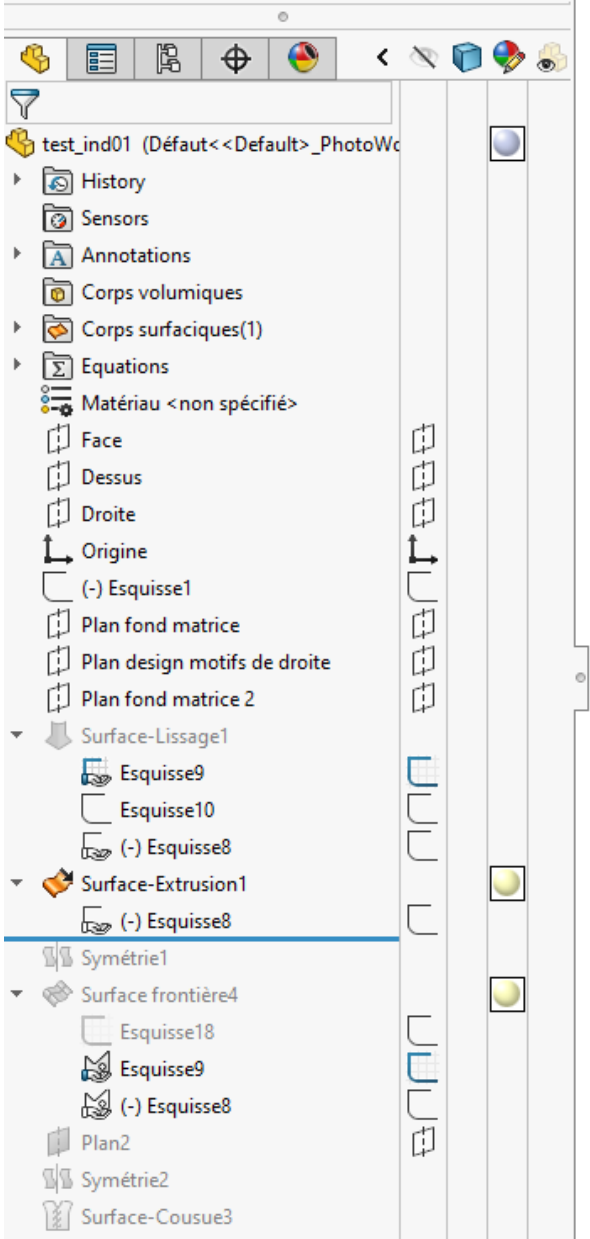 test_ind01 (Défaut<<Default>_PhotoWo
History
Sensors
Annotations
Corps volumiques
Corps surfaciques(1)
Equations
Matériau <non spécifié>
Face
Dessus
Droite
Origine
(-) Esquisse1
Plan fond matrice
Plan design motifs de droite
Plan fond matrice 2
Surface-Lissage1
Esquisse9
Esquisse10
(-) Esquisse8
Surface-Extrusion1
(-) Esquisse8
Symétrie1
Surface frontière4
Esquisse18
Esquisse9
(-) Esquisse8
Plan2
Symétrie2
Surface-Cousue3